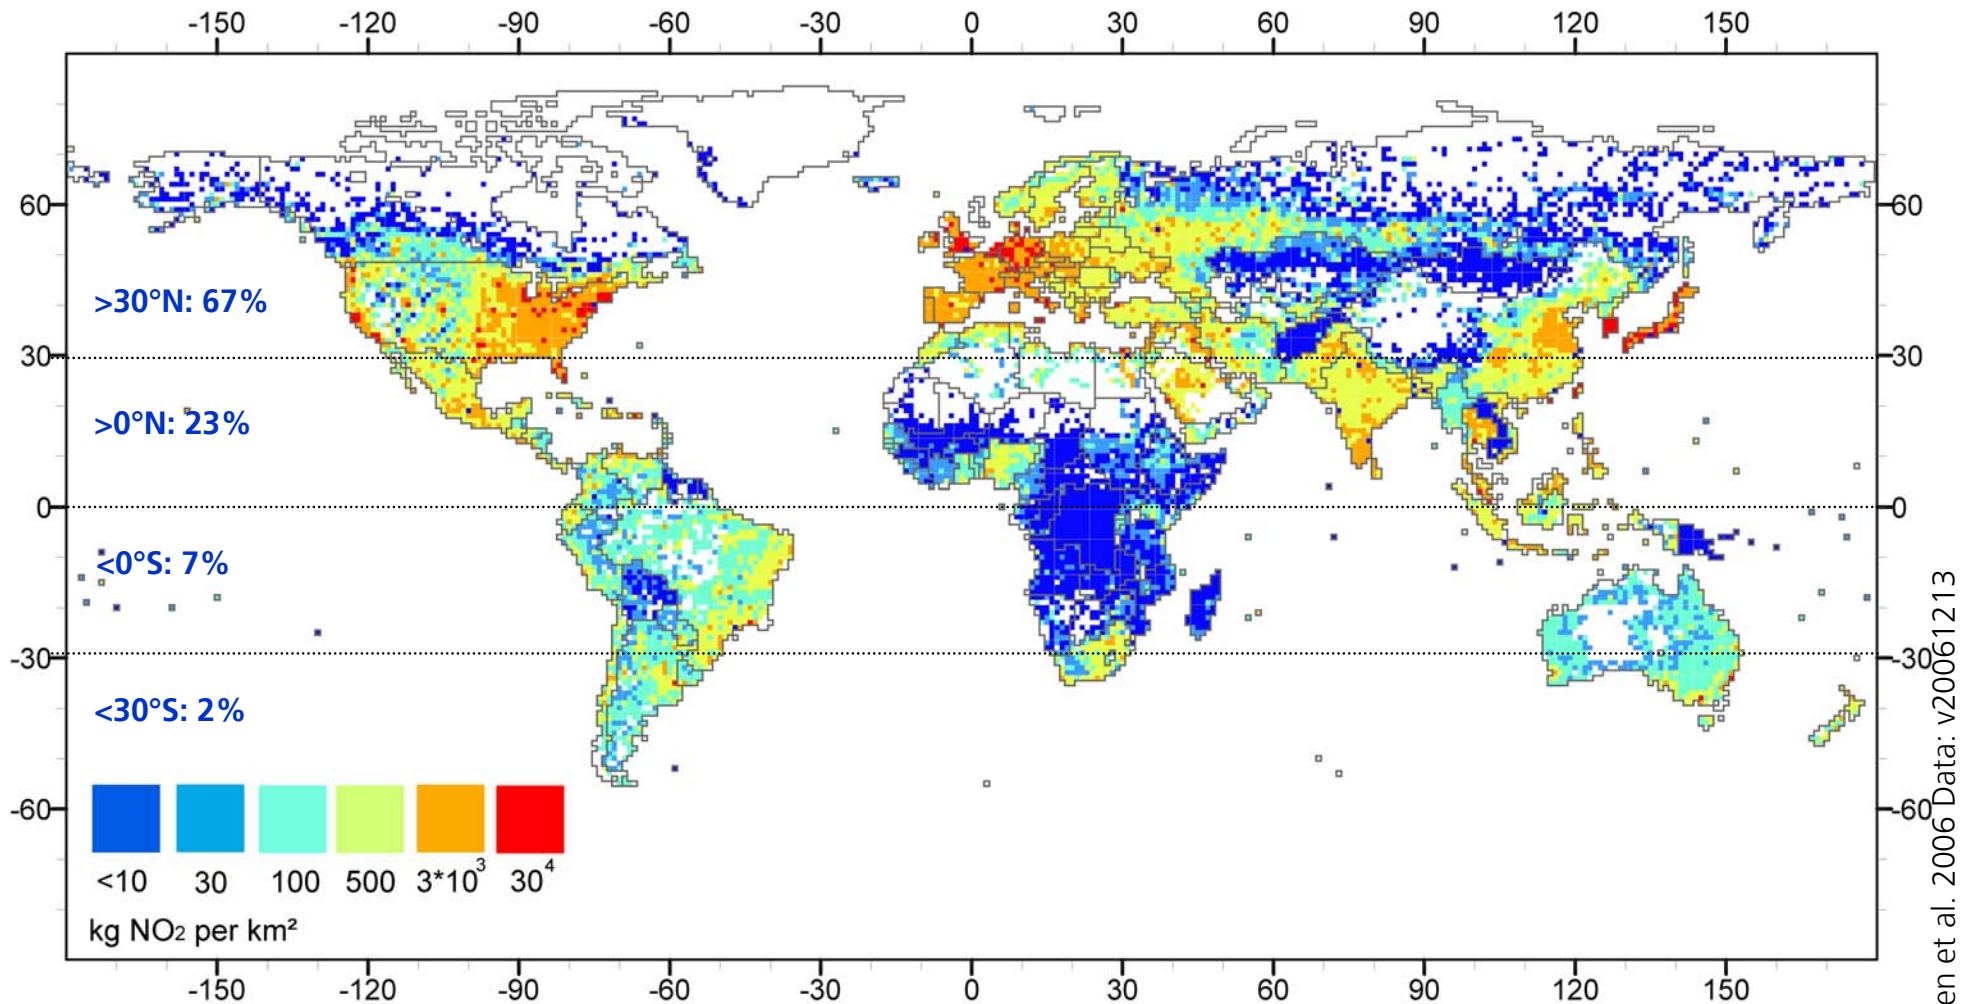 -150 -120 -90 -60 -30 0 30 60 90 120 150
60 60
>30°N: 67%
30 30
>0°N: 23%
0 0
<0°S: 7%
-30 -30
<30°S: 2%
-60 -60
<10 30 100 500 3*10³ 30⁴
kg NO₂ per km²
-150 -120 -90 -60 -30 0 30 60 90 120 150
en et al. 2006 Data: v200612213